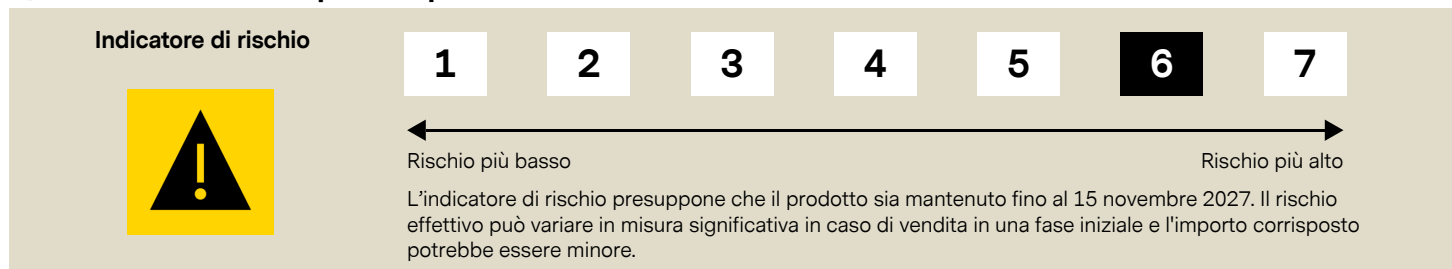 Indicatore di rischio
1 2 3 4 5 6 7
Rischio più basso Rischio più alto
L'indicatore di rischio presuppone che il prodotto sia mantenuto fino al 15 novembre 2027. Il rischio
effettivo può variare in misura significativa in caso di vendita in una fase iniziale e l'importo corrisposto
potrebbe essere minore.